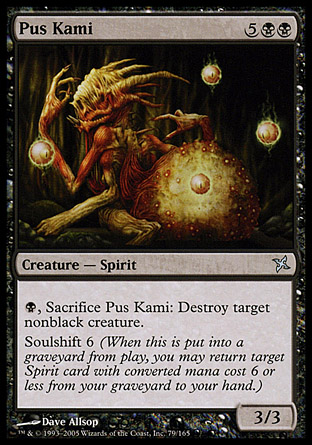 Pus Kami 5
Creature — Spirit
, Sacrifice Pus Kami: Destroy target
nonblack creature.
Soulshift 6 (When this is put into a
graveyard from play, you may return target
Spirit card with converted mana cost 6 or
less from your graveyard to your hand.)
Dave Allsop
™ & © 1993–2005 Wizards of the Coast, Inc. 79/165
3/3